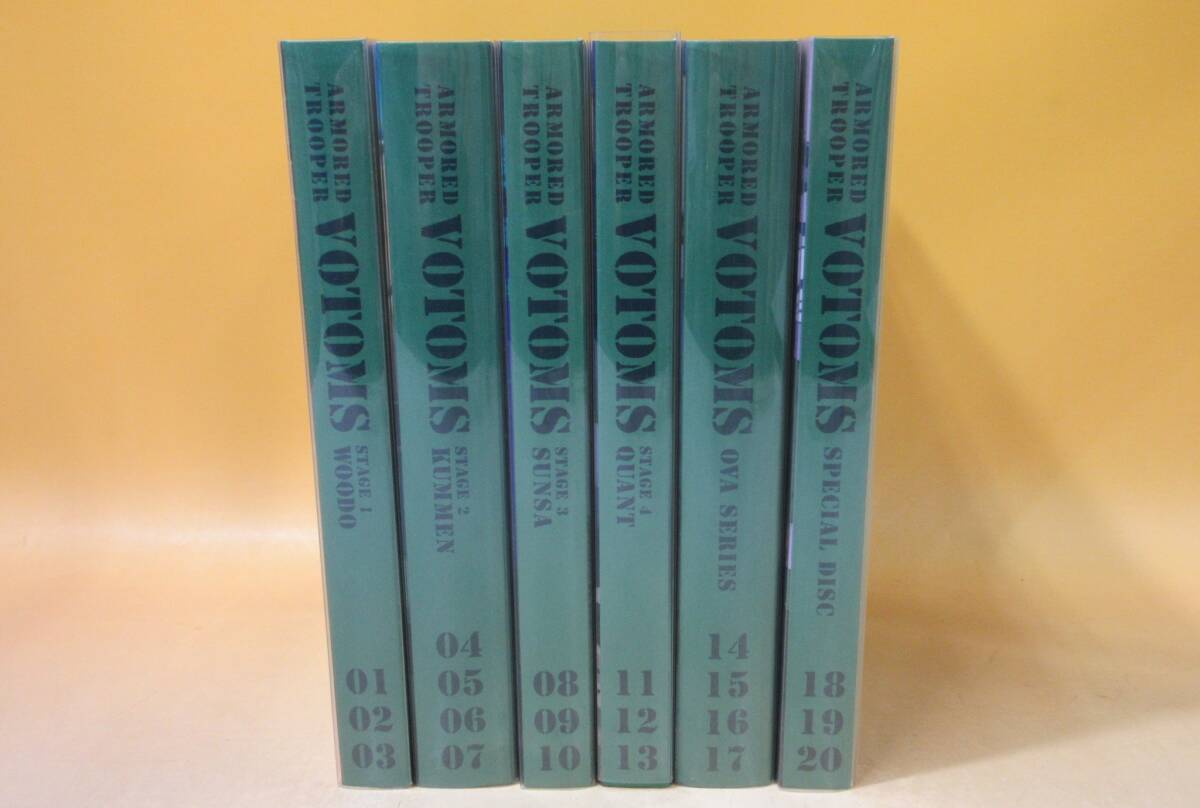 ARMORED
TROOPER
VOTOMS
STAGE 1
WOODO
01
02
03
ARMORED
TROOPER
VOTOMS
STAGE 2
KUMMEN
04
05
06
07
ARMORED
TROOPER
VOTOMS
STAGE 3
SUNSA
08
09
10
ARMORED
TROOPER
VOTOMS
STAGE 4
QUANT
11
12
13
ARMORED
TROOPER
VOTOMS
OVA SERIES
14
15
16
17
ARMORED
TROOPER
VOTOMS
SPECIAL DISC
18
19
20